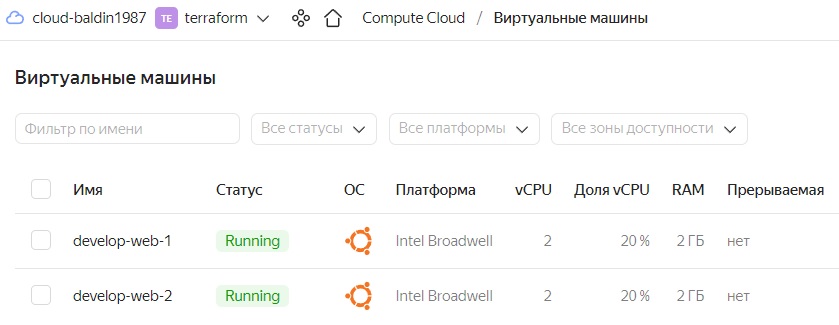 cloud-baldin1987 TE terraform Compute Cloud / Виртуальные машины
Виртуальные машины
Фильтр по имени Все статусы Все платформы Все зоны доступности
Имя Статус ОС Платформа vCPU Доля vCPU RAM Прерываемая
develop-web-1 Running Intel Broadwell 2 20 % 2 ГБ нет
develop-web-2 Running Intel Broadwell 2 20 % 2 ГБ нет